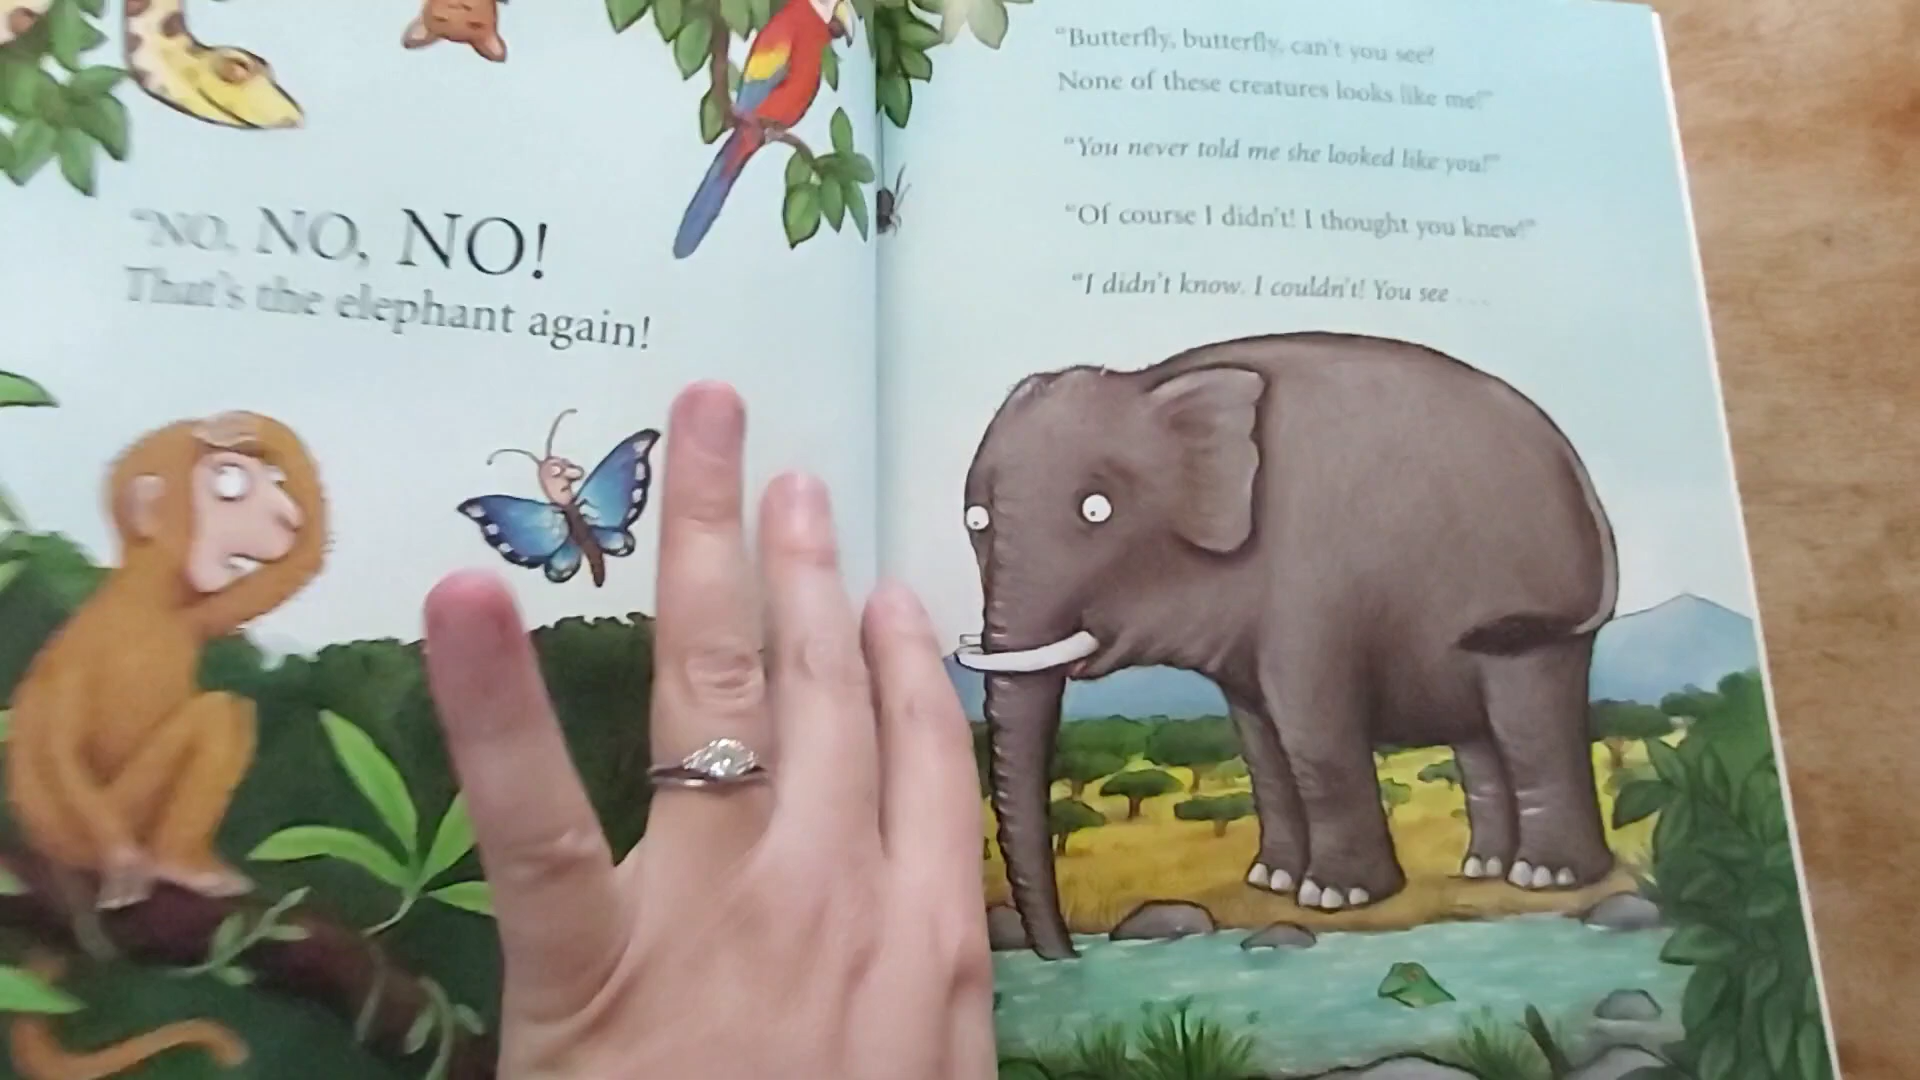 "NO, NO, NO!
That's the elephant again!
"Butterfly, butterfly, can't you see?
None of these creatures looks like me!"
"You never told me she looked like you!"
"Of course I didn't! I thought you knew!"
"I didn't know. I couldn't! You see . . .